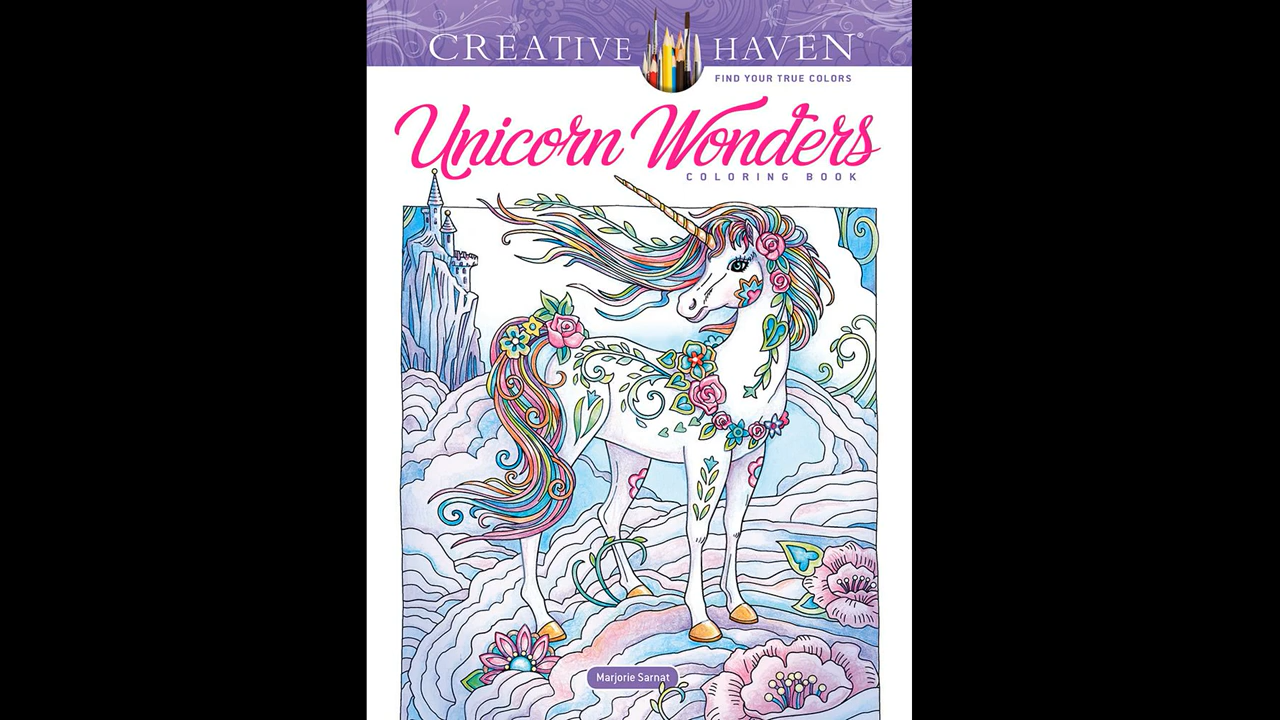 CREATIVE HAVEN®
FIND YOUR TRUE COLORS
Unicorn Wonders
COLORING BOOK
Marjorie Sarnat